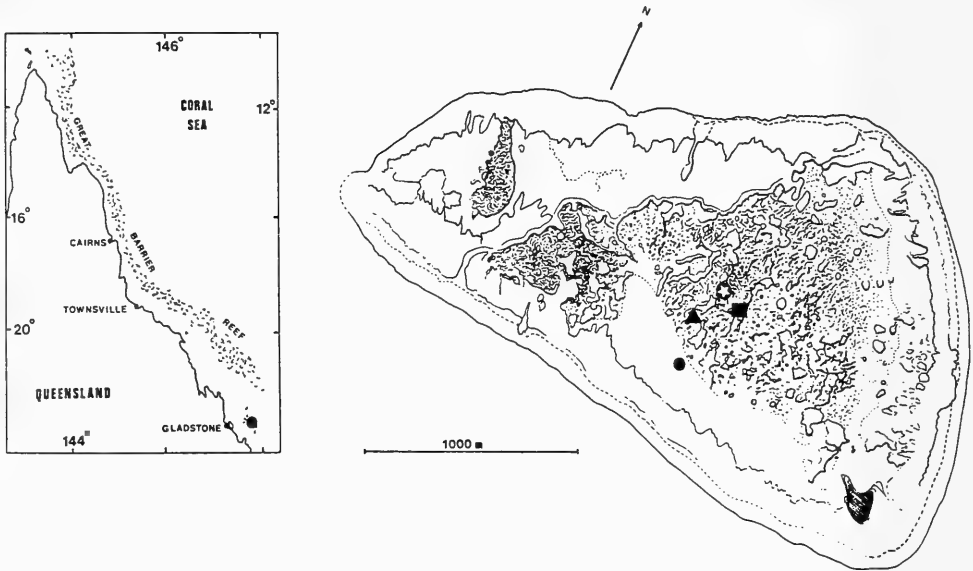 146°
CORAL
SEA
12°
GREAT
16°
CAIRNS
BARRIER
TOWNSVILLE
REEF
20°
QUEENSLAND
GLADSTONE
144
N
1000 m